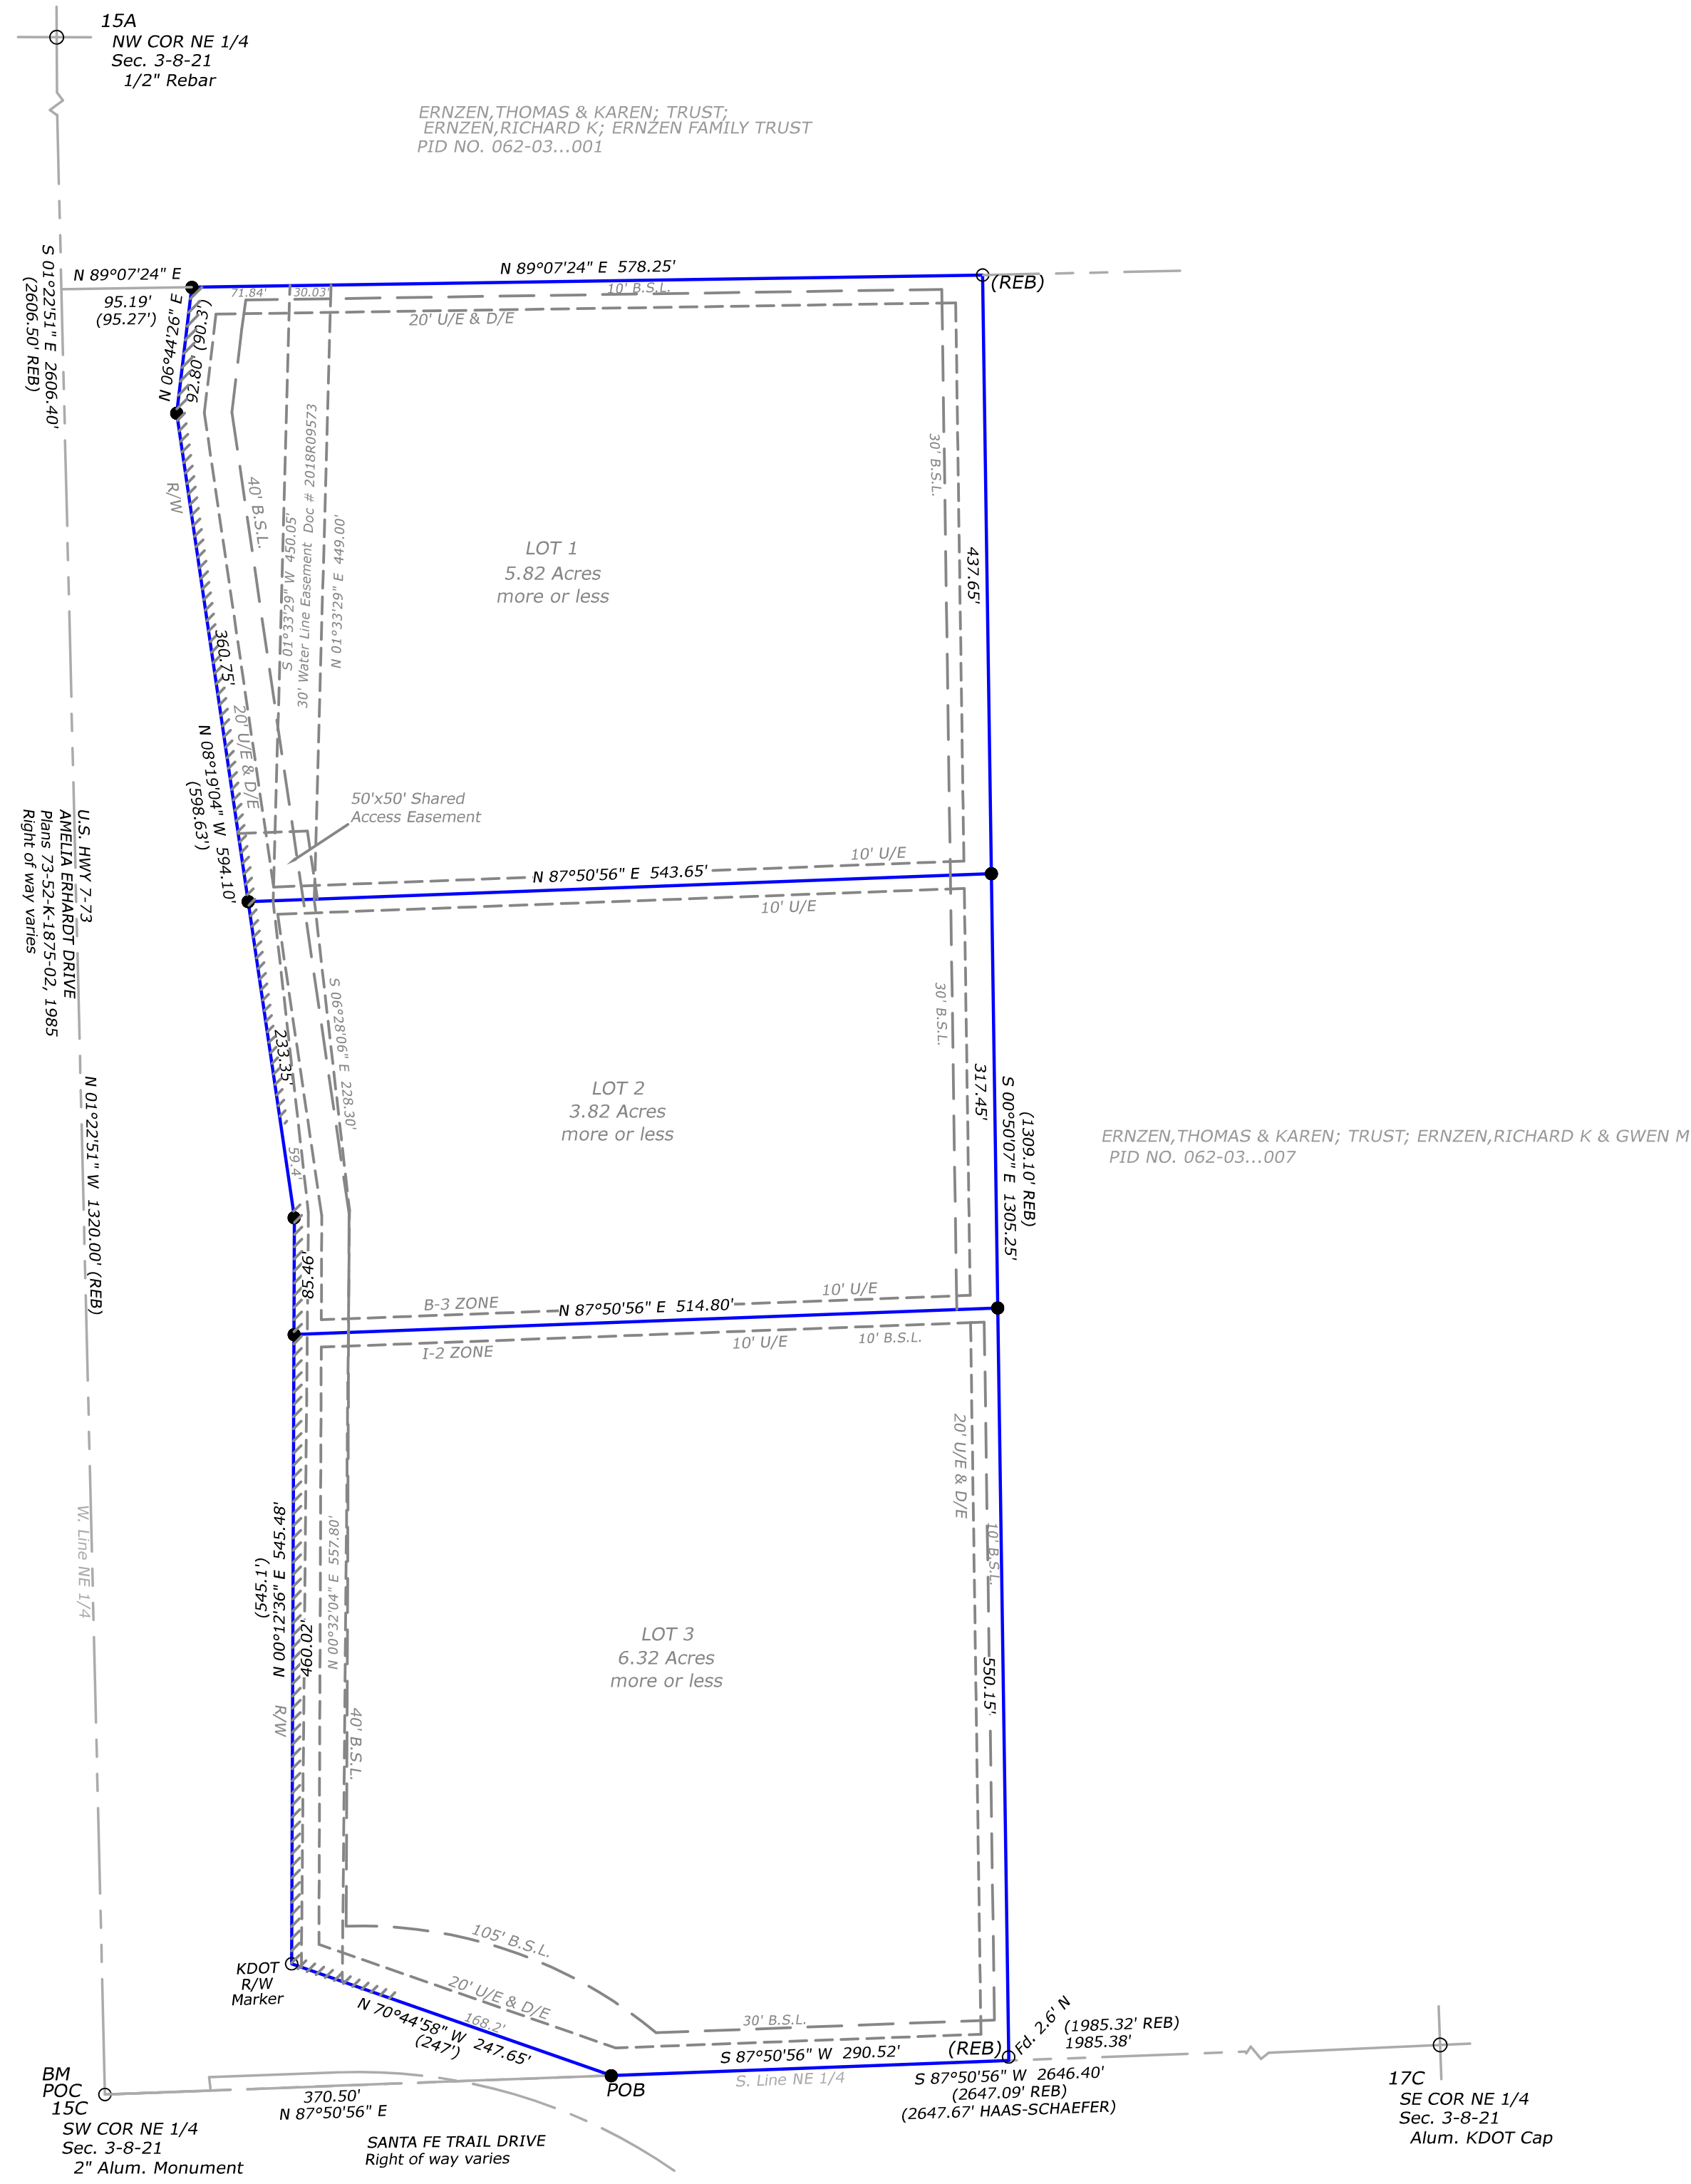 15A
NW COR NE 1/4
Sec. 3-8-21
1/2" Rebar
ERNZEN,THOMAS & KAREN; TRUST;
ERNZEN,RICHARD K; ERNZEN FAMILY TRUST
PID NO. 062-03...001
S 01°22'51" E  2606.40'
(2606.50' REB)
N 89°07'24" E
95.19'
(95.27')
N 89°07'24" E  578.25'
(REB)
71.84'
30.03'
10' B.S.L.
20' U/E & D/E
N 06°44'26" E
92.80' (90.3')
R/W
40' B.S.L.
S 01°33'29" W  450.05'
30' Water Line Easement  Doc # 2018R09573
N 01°33'29" E  449.00'
30' B.S.L.
LOT 1
5.82 Acres
more or less
437.65'
360.75'
20' U/E & D/E
N 08°19'04" W  594.10'
(598.63')
50'x50' Shared
Access Easement
U.S. HWY 7-73
AMELIA ERHARDT DRIVE
Plans 73-52-K-1875-02, 1985
Right of way varies
10' U/E
N 87°50'56" E  543.65'
10' U/E
S 06°28'06" E  228.30'
30' B.S.L.
233.35'
LOT 2
3.82 Acres
more or less
317.45'
S 00°50'07" E  1305.25'
(1309.10' REB)
ERNZEN,THOMAS & KAREN; TRUST; ERNZEN,RICHARD K & GWEN M
PID NO. 062-03...007
N 01°22'51" W  1320.00' (REB)
59.4'
85.46'
B-3 ZONE
10' U/E
N 87°50'56" E  514.80'
I-2 ZONE
10' U/E
10' B.S.L.
20' U/E & D/E
10' B.S.L.
W. Line NE 1/4
N 00°12'36" E  545.48'
(545.1')
460.02'
N 00°32'04" E  557.80'
R/W
40' B.S.L.
LOT 3
6.32 Acres
more or less
550.15'
105' B.S.L.
20' U/E & D/E
168.2'
30' B.S.L.
KDOT
R/W
Marker
N 70°44'58" W  247.65'
(247')
S 87°50'56" W  290.52'
(REB)
Fd. 2.6' N
(1985.32' REB)
1985.38'
S. Line NE 1/4
S 87°50'56" W  2646.40'
(2647.09' REB)
(2647.67' HAAS-SCHAEFER)
POB
BM
POC
15C
SW COR NE 1/4
Sec. 3-8-21
2" Alum. Monument
370.50'
N 87°50'56" E
SANTA FE TRAIL DRIVE
Right of way varies
17C
SE COR NE 1/4
Sec. 3-8-21
Alum. KDOT Cap